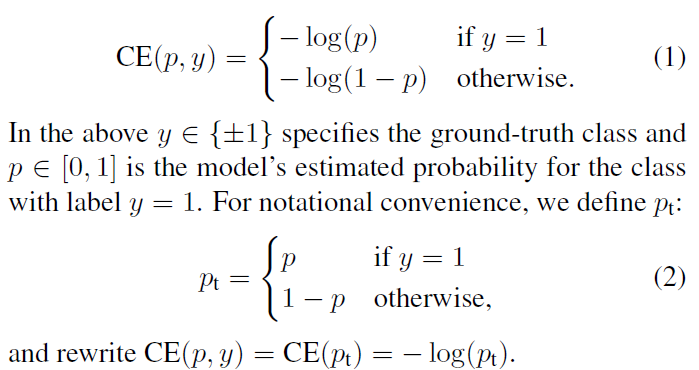 CE(p, y) = { − log(p) if y = 1
− log(1 − p) otherwise. (1)
In the above y ∈ {±1} specifies the ground-truth class and
p ∈ [0, 1] is the model's estimated probability for the class
with label y = 1. For notational convenience, we define pt:
pt = { p if y = 1
1 − p otherwise, (2)
and rewrite CE(p, y) = CE(pt) = − log(pt).